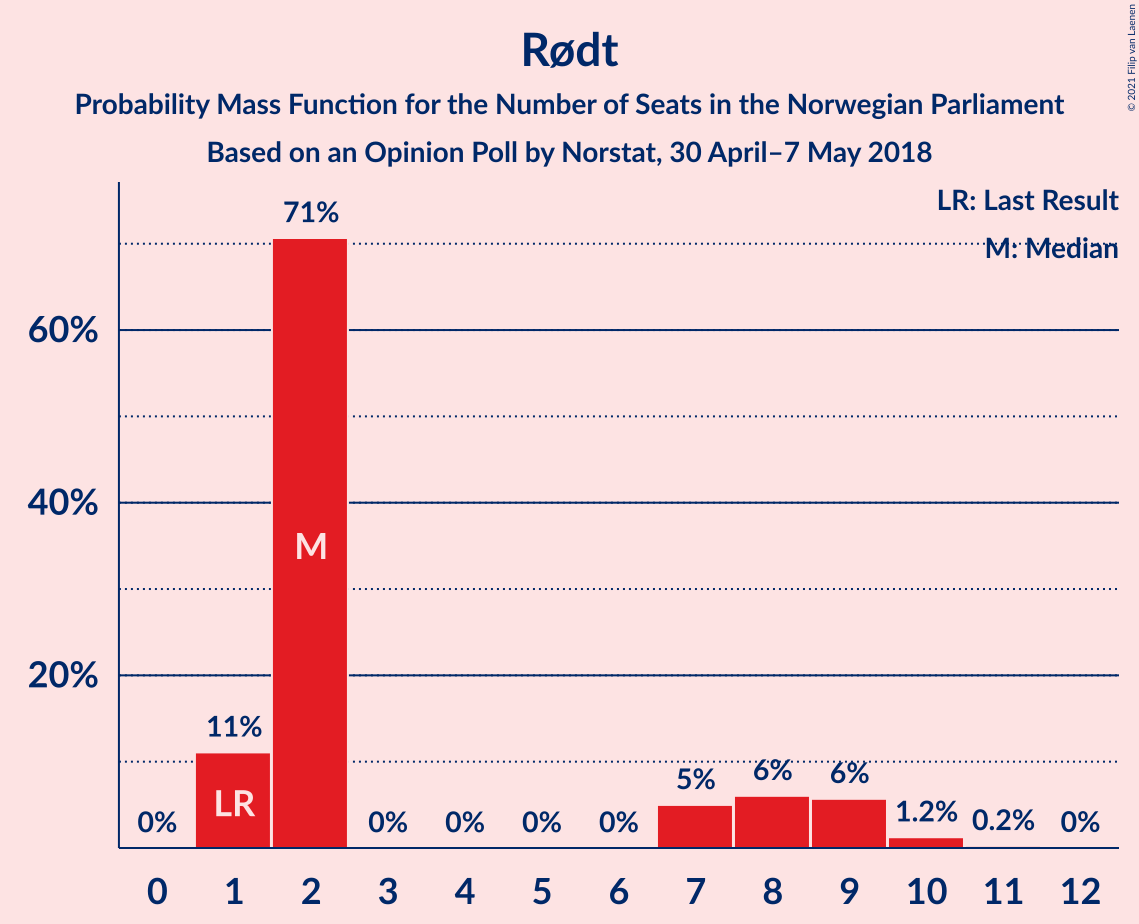 Rødt
Probability Mass Function for the Number of Seats in the Norwegian Parliament
Based on an Opinion Poll by Norstat, 30 April–7 May 2018
© 2021 Filip van Laenen
LR: Last Result
M: Median
60%
40%
20%
0%
11%
71%
0%
0%
0%
0%
5%
6%
6%
1.2%
0.2%
0%
LR
M
0 1 2 3 4 5 6 7 8 9 10 11 12